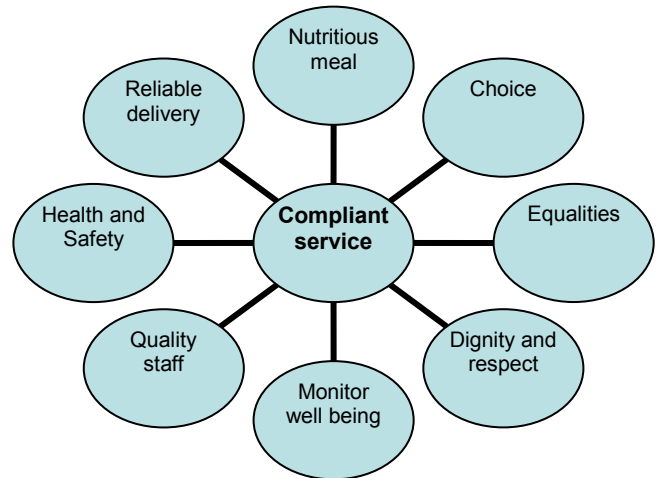 Nutritious
meal
Choice
Equalities
Dignity and
respect
Monitor
well being
Quality
staff
Health and
Safety
Reliable
delivery
Compliant
service